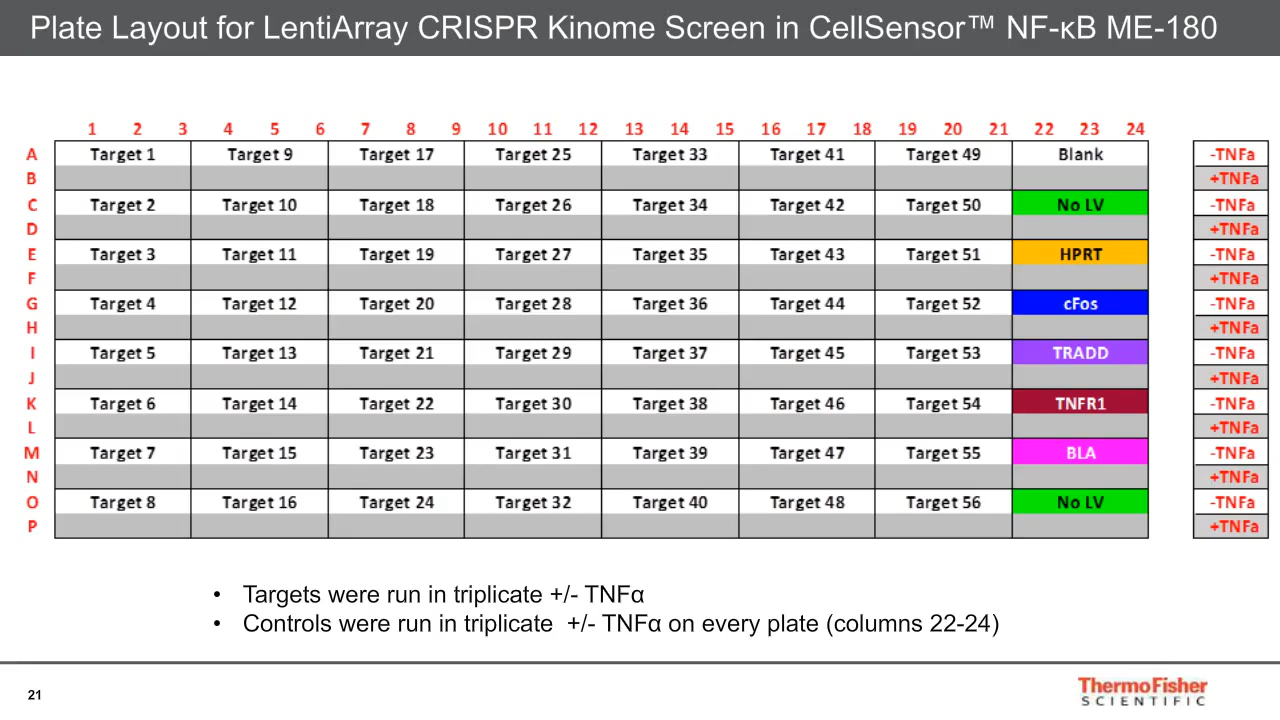 Plate Layout for LentiArray CRISPR Kinome Screen in CellSensor™ NF-κB ME-180
1 2 3 4 5 6 7 8 9 10 11 12 13 14 15 16 17 18 19 20 21 22 23 24
A Target 1 Target 9 Target 17 Target 25 Target 33 Target 41 Target 49 Blank -TNFa
B +TNFa
C Target 2 Target 10 Target 18 Target 26 Target 34 Target 42 Target 50 No LV -TNFa
D +TNFa
E Target 3 Target 11 Target 19 Target 27 Target 35 Target 43 Target 51 HPRT -TNFa
F +TNFa
G Target 4 Target 12 Target 20 Target 28 Target 36 Target 44 Target 52 cFos -TNFa
H +TNFa
I Target 5 Target 13 Target 21 Target 29 Target 37 Target 45 Target 53 TRADD -TNFa
J +TNFa
K Target 6 Target 14 Target 22 Target 30 Target 38 Target 46 Target 54 TNFR1 -TNFa
L +TNFa
M Target 7 Target 15 Target 23 Target 31 Target 39 Target 47 Target 55 BLA -TNFa
N +TNFa
O Target 8 Target 16 Target 24 Target 32 Target 40 Target 48 Target 56 No LV -TNFa
P +TNFa
• Targets were run in triplicate +/- TNFα
• Controls were run in triplicate +/- TNFα on every plate (columns 22-24)
21
ThermoFisher
SCIENTIFIC